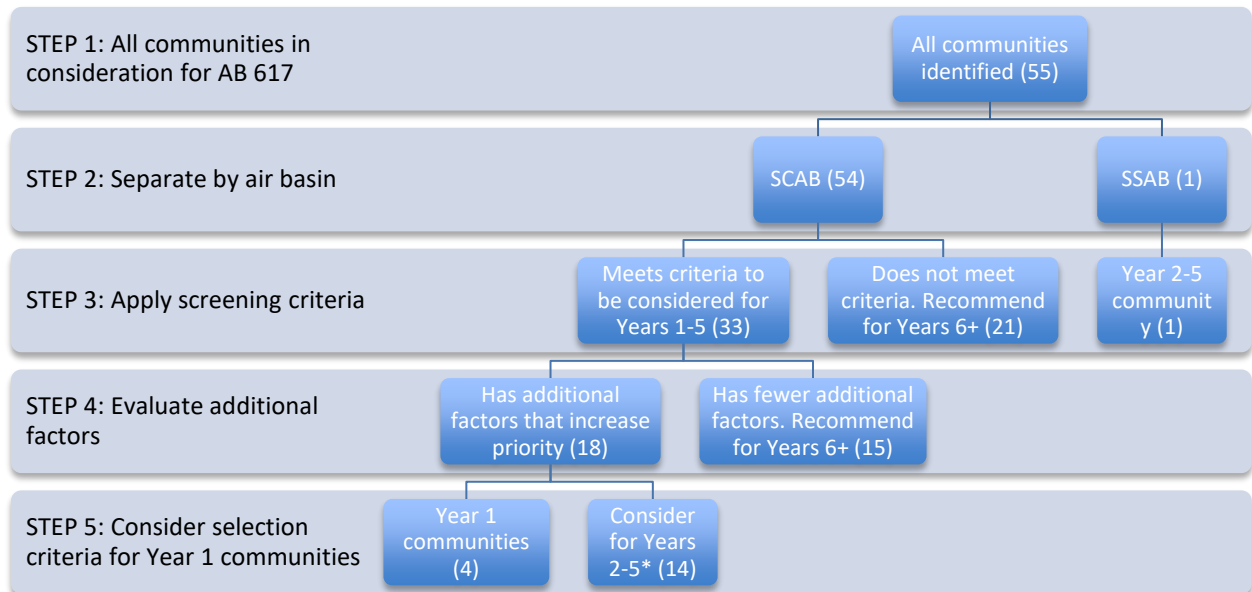 STEP 1: All communities in
consideration for AB 617
All communities
identified (55)
STEP 2: Separate by air basin
SCAB (54)
SSAB (1)
STEP 3: Apply screening criteria
Meets criteria to
be considered for
Years 1-5 (33)
Does not meet
criteria. Recommend
for Years 6+ (21)
Year 2-5
communit
y (1)
STEP 4: Evaluate additional
factors
Has additional
factors that increase
priority (18)
Has fewer additional
factors. Recommend
for Years 6+ (15)
STEP 5: Consider selection
criteria for Year 1 communities
Year 1
communities
(4)
Consider
for Years
2-5* (14)